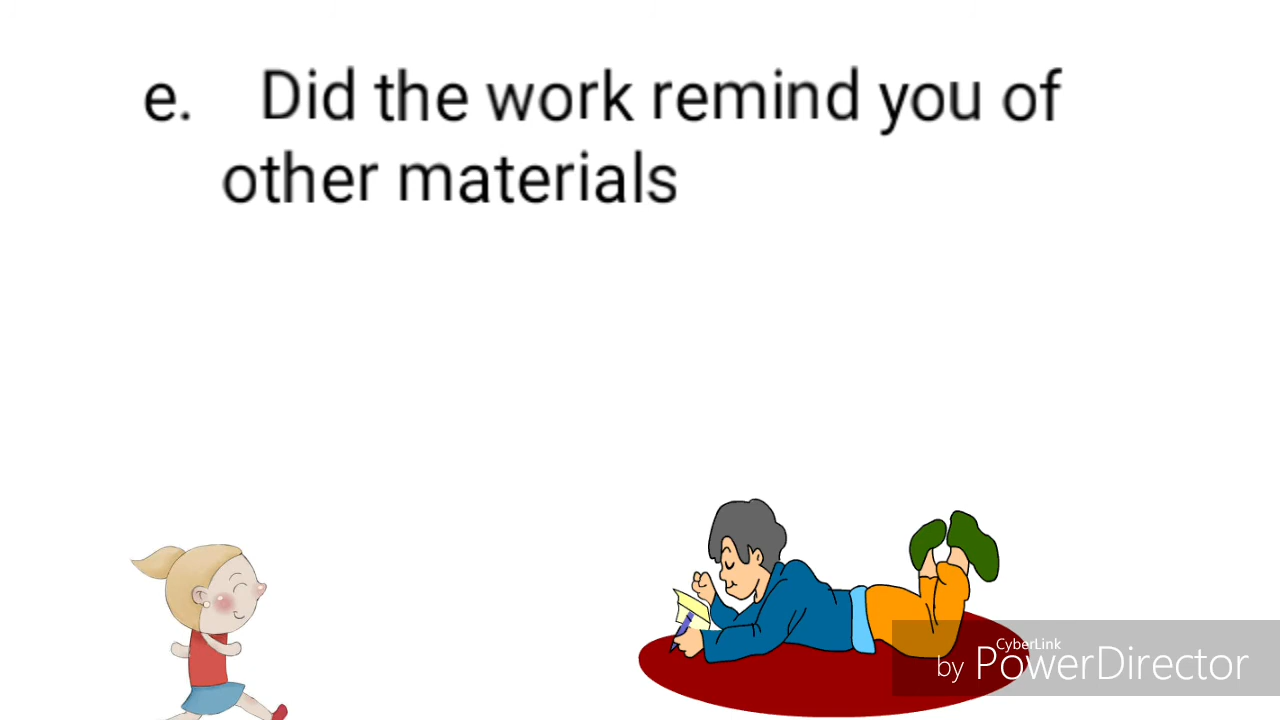 e. Did the work remind you of
other materials
CyberLink
by PowerDirector